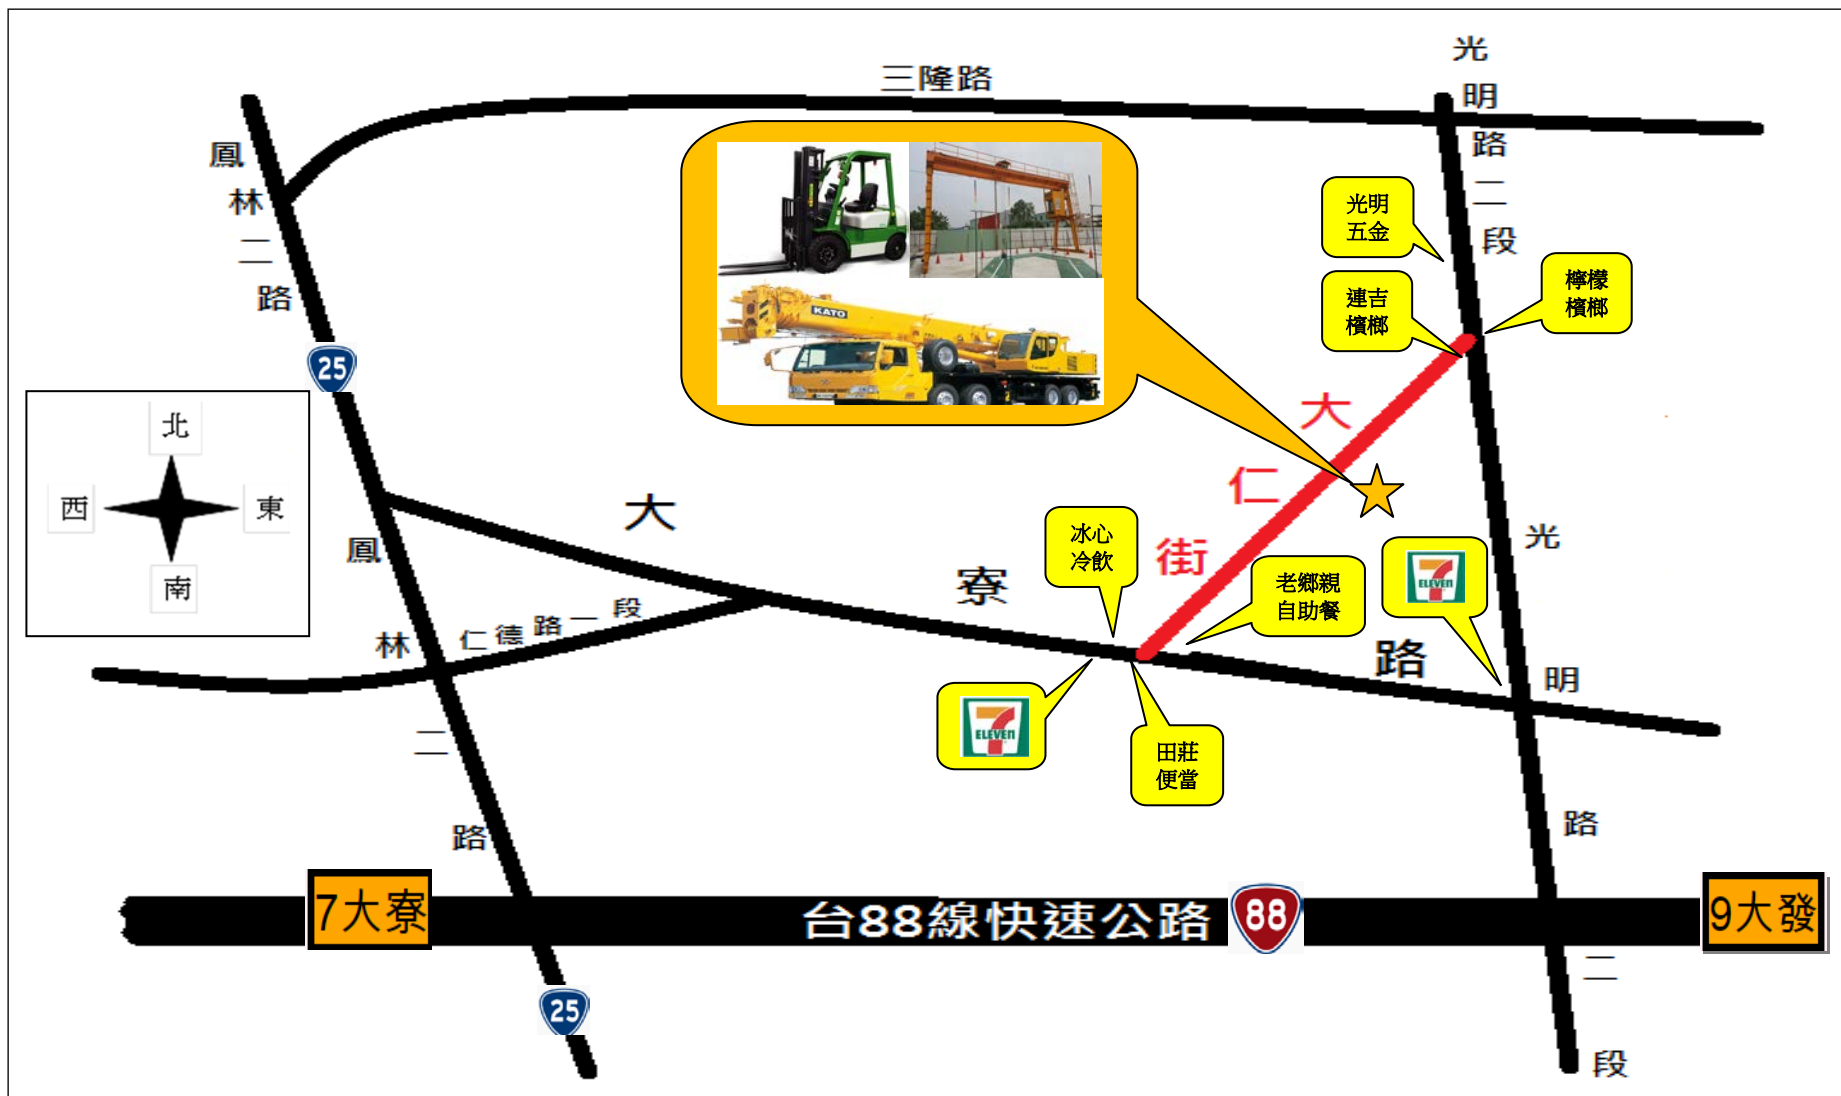 三隆路
光明路二段
鳳林二路
光明
五金
檸檬
檳榔
連吉
檳榔
KATO
25
北
西
東
南
大仁街
大寮路
冰心
冷飲
老鄉親
自助餐
7
ELEVEN
光明路二段
鳳林二路
仁德路一段
7
ELEVEN
田莊
便當
7大寮
台88線快速公路
88
9大發
25